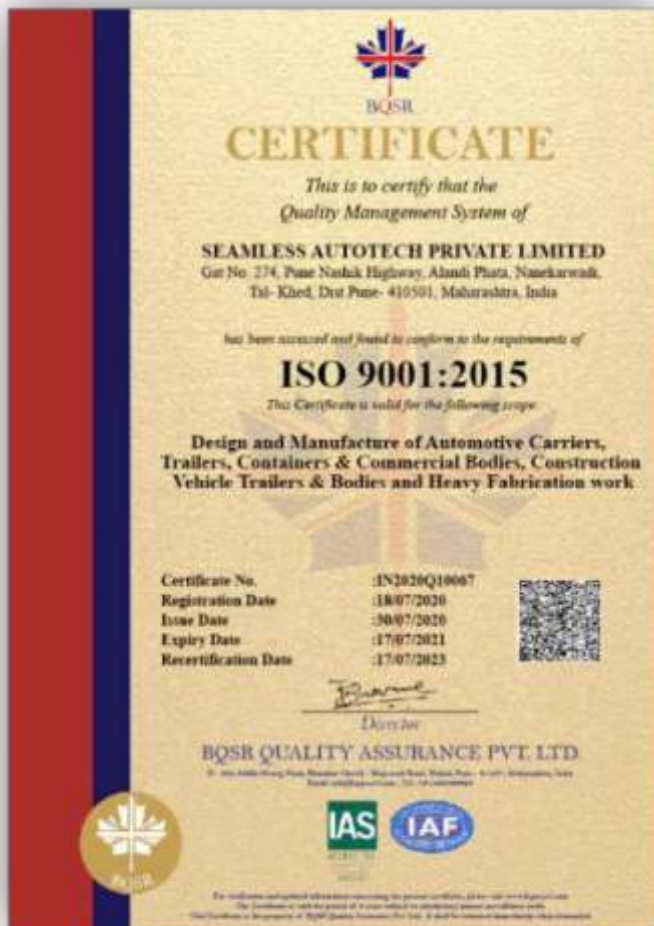 BQSR
CERTIFICATE
This is to certify that the
Quality Management System of
SEAMLESS AUTOTECH PRIVATE LIMITED
Gat No. 274, Pune Nashik Highway, Alandi Phata, Nanekarwadi,
Tal- Khed, Dist Pune- 410501, Maharashtra, India
has been assessed and found to conform to the requirements of
ISO 9001:2015
This Certificate is valid for the following scope
Design and Manufacture of Automotive Carriers,
Trailers, Containers & Commercial Bodies, Construction
Vehicle Trailers & Bodies and Heavy Fabrication work
Certificate No. :IN2020Q10067
Registration Date :18/07/2020
Issue Date :30/07/2020
Expiry Date :17/07/2021
Recertification Date :17/07/2023
Director
BQSR QUALITY ASSURANCE PVT. LTD.
IAS
IAF
BQSR